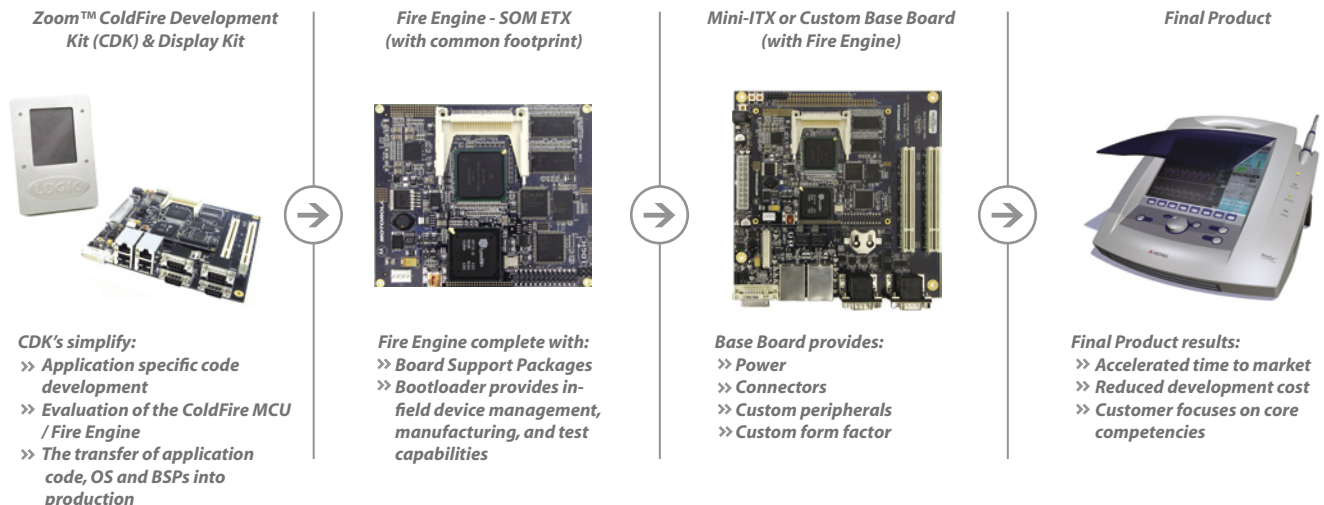 Zoom™ ColdFire Development
Kit (CDK) & Display Kit
LOGIC
CDK's simplify:
» Application specific code
development
» Evaluation of the ColdFire MCU
/ Fire Engine
» The transfer of application
code, OS and BSPs into
production
Fire Engine - SOM ETX
(with common footprint)
MOTOROLA
LOGIC
Fire Engine complete with:
» Board Support Packages
» Bootloader provides in-
field device management,
manufacturing, and test
capabilities
Mini-ITX or Custom Base Board
(with Fire Engine)
Base Board provides:
» Power
» Connectors
» Custom peripherals
» Custom form factor
Final Product
Final Product results:
» Accelerated time to market
» Reduced development cost
» Customer focuses on core
competencies